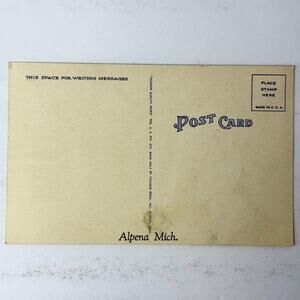 THIS SPACE FOR WRITING MESSAGES
PLACE
STAMP
HERE
MADE IN U.S.A
POST CARD
Alpena Mich.